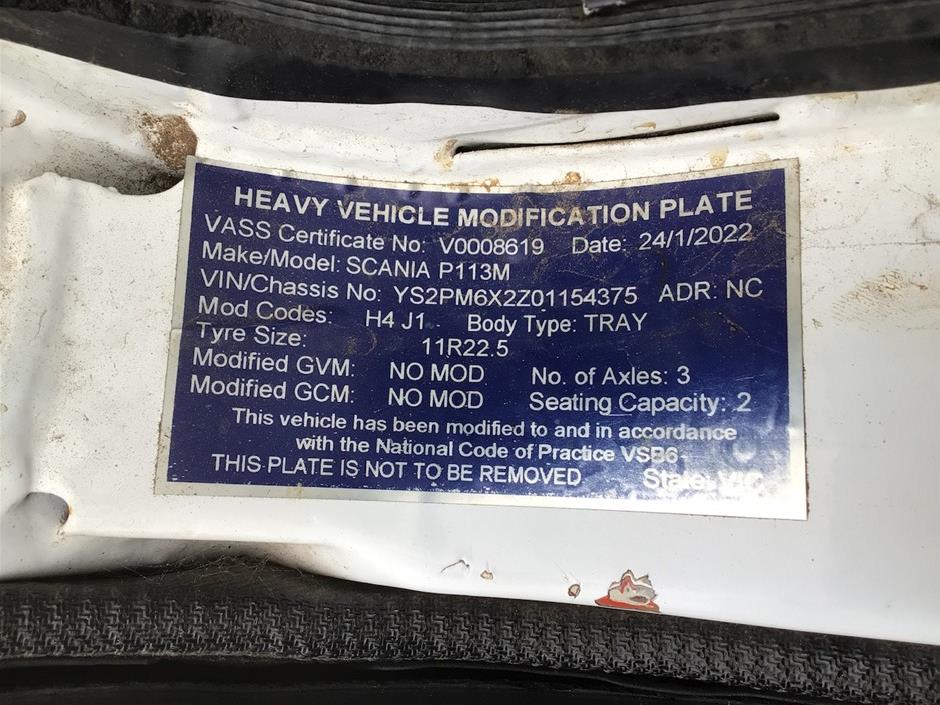 HEAVY VEHICLE MODIFICATION PLATE
VASS Certificate No: V0008619 Date: 24/1/2022
Make/Model: SCANIA P113M
VIN/Chassis No: YS2PM6X2Z01154375 ADR: NC
Mod Codes: H4 J1 Body Type: TRAY
Tyre Size: 11R22.5
Modified GVM: NO MOD No. of Axles: 3
Modified GCM: NO MOD Seating Capacity: 2
This vehicle has been modified to and in accordance
with the National Code of Practice VSB6
THIS PLATE IS NOT TO BE REMOVED State: VIC